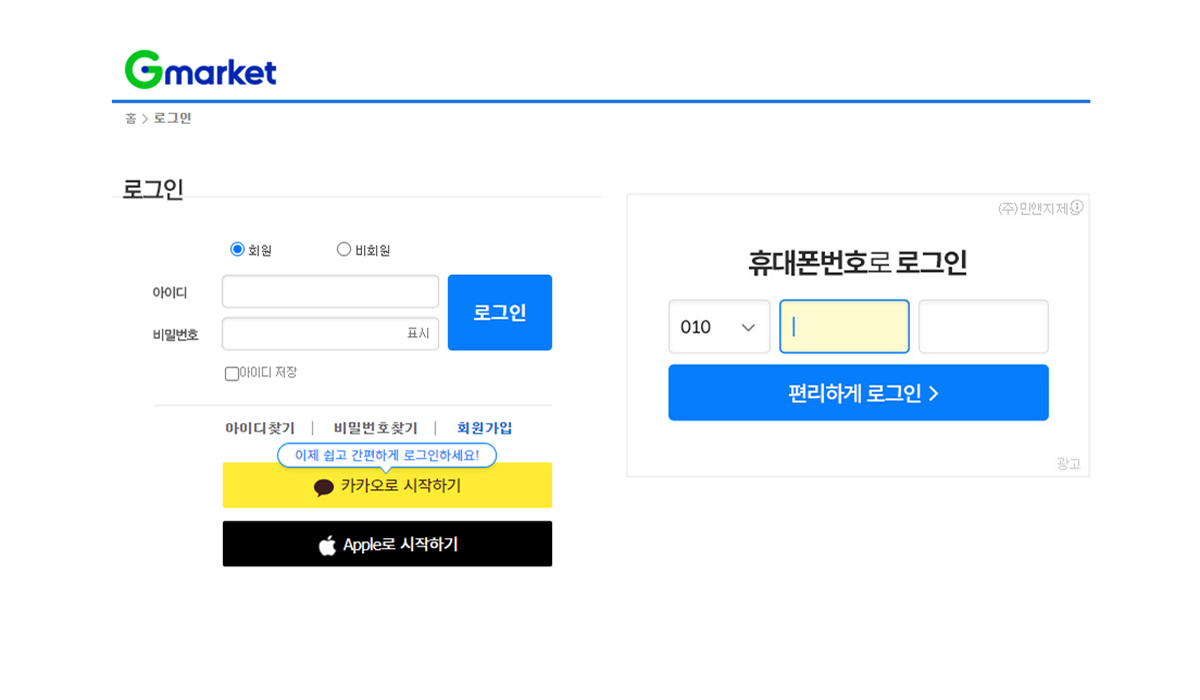 Gmarket
홈 > 로그인
로그인
회원 비회원
아이디
로그인
비밀번호 표시
아이디 저장
아이디찾기 | 비밀번호찾기 | 회원가입
이제 쉽고 간편하게 로그인하세요!
카카오로 시작하기
Apple로 시작하기
(주)민앤지제
휴대폰번호로 로그인
010
편리하게 로그인 >
광고